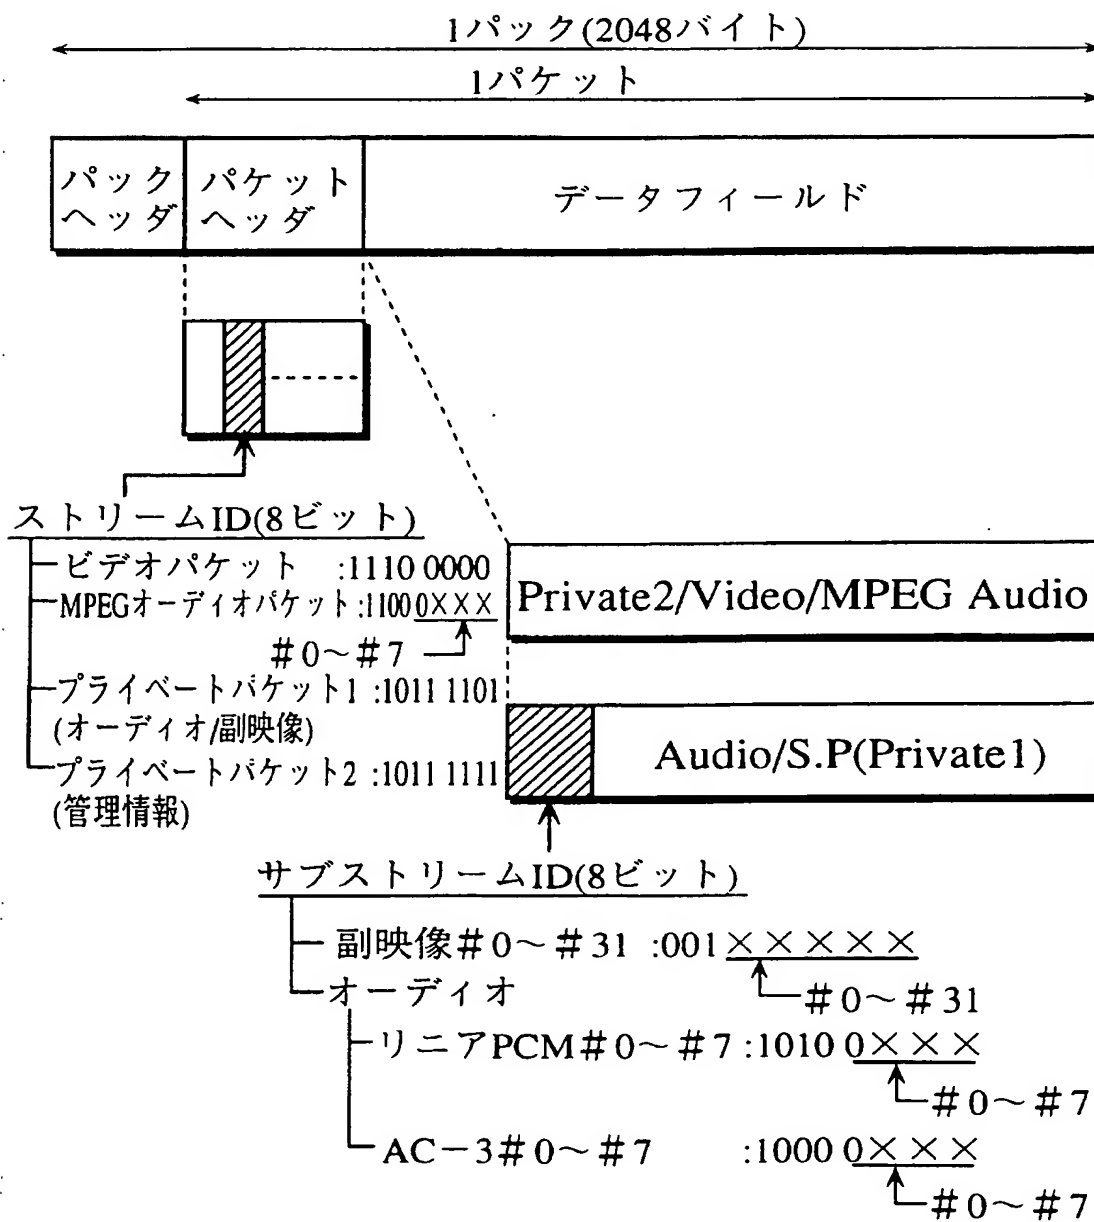 1パック(2048バイト)
1パケット
パック
ヘッダ
パケット
ヘッダ
データフィールド
ストリームID(8ビット)
ビデオパケット :1110 0000
MPEGオーディオパケット:1100 0×××
#0〜#7
プライベートパケット1 :1011 1101
(オーディオ/副映像)
プライベートパケット2 :1011 1111
(管理情報)
Private2/Video/MPEG Audio
Audio/S.P(Private1)
サブストリームID(8ビット)
副映像#0〜#31 :001×××××
#0〜#31
オーディオ
リニアPCM#0〜#7 :1010 0×××
#0〜#7
AC-3#0〜#7 :1000 0×××
#0〜#7